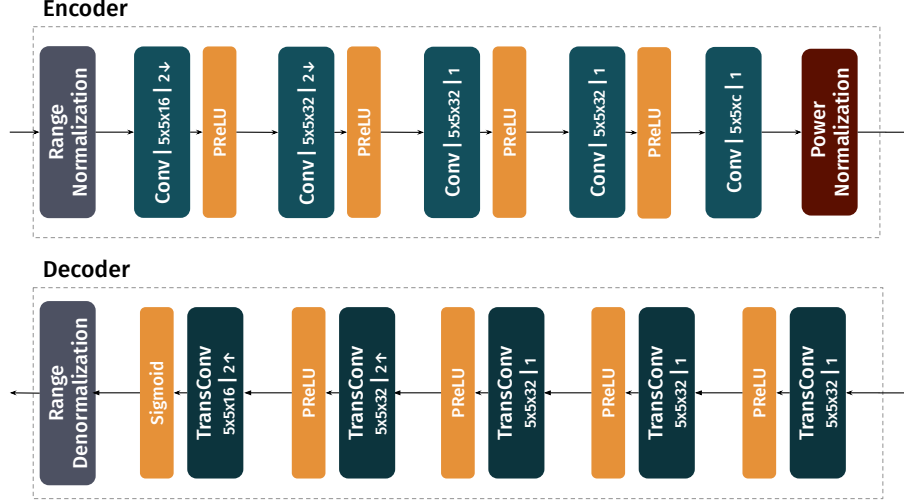 Encoder
Range
Normalization
Conv | 5x5x16 | 2↓
PReLU
Conv | 5x5x32 | 2↓
PReLU
Conv | 5x5x32 | 1
PReLU
Conv | 5x5x32 | 1
PReLU
Conv | 5x5xc | 1
Power
Normalization
Decoder
Range
Denormalization
Sigmoid
TransConv
5x5x16 | 2↑
PReLU
TransConv
5x5x32 | 2↑
PReLU
TransConv
5x5x32 | 1
PReLU
TransConv
5x5x32 | 1
PReLU
TransConv
5x5x32 | 1